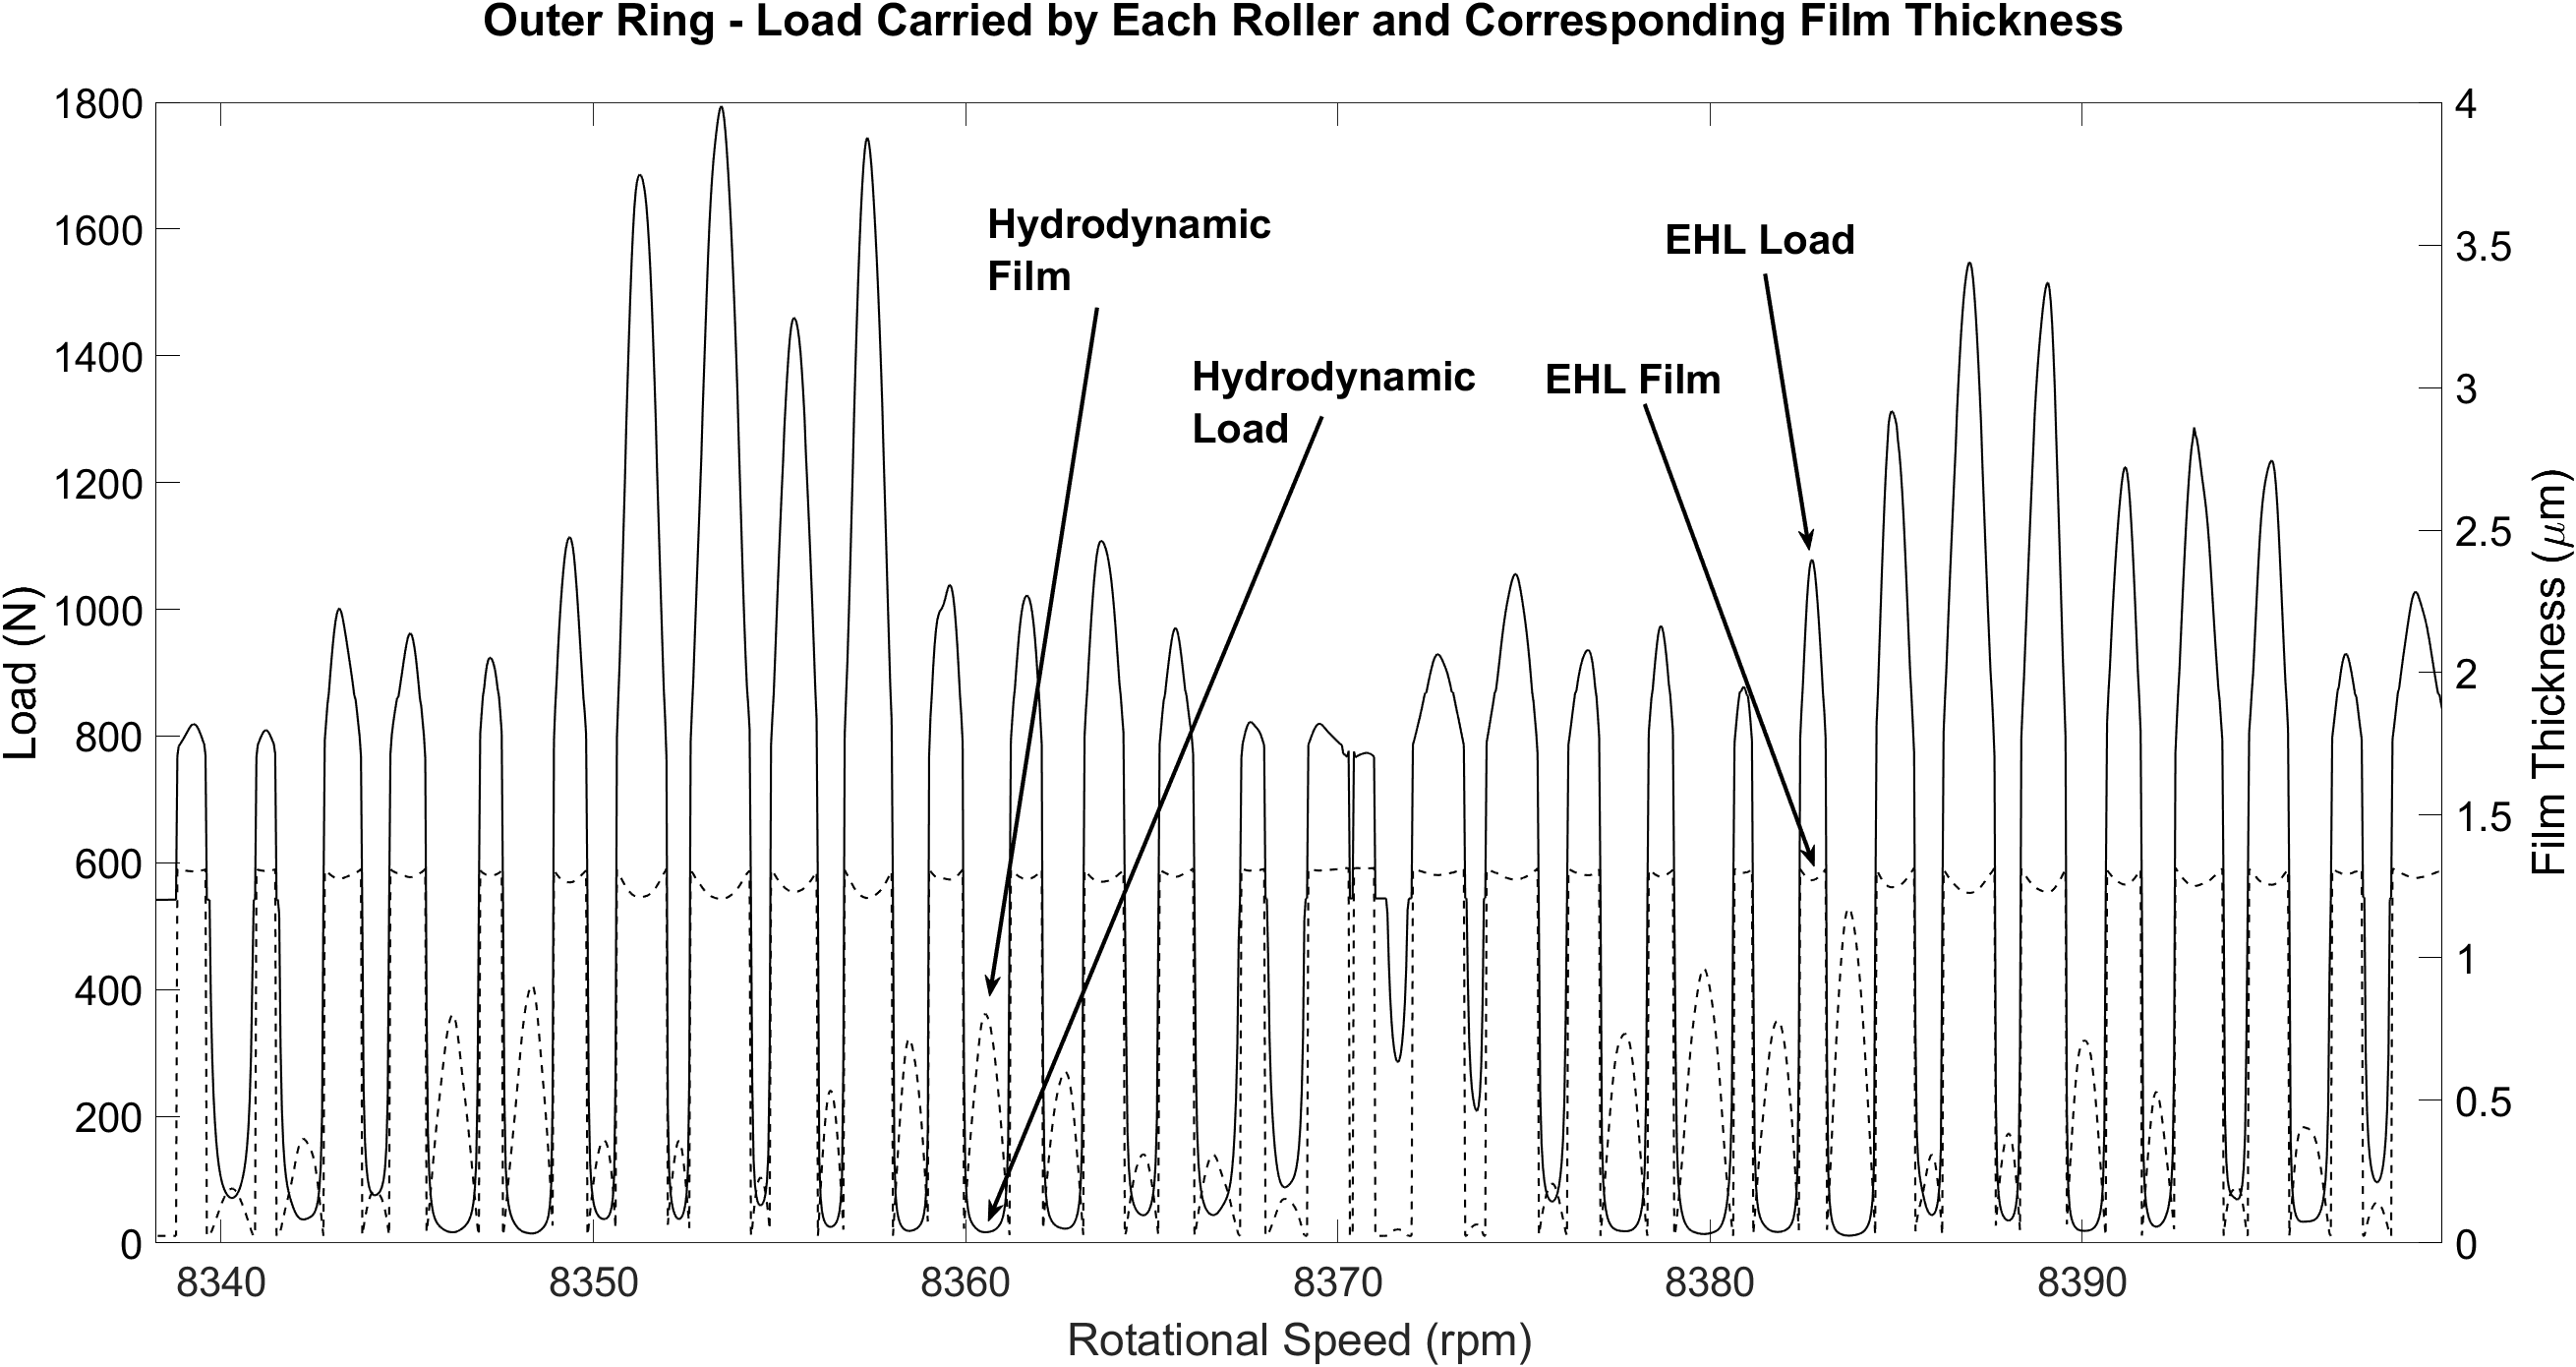 Outer Ring - Load Carried by Each Roller and Corresponding Film Thickness
1800
1600
1400
1200
1000
800
600
400
200
0
Load (N)
Hydrodynamic
Film
Hydrodynamic
Load
EHL Film
EHL Load
4
3.5
3
2.5
2
1.5
1
0.5
0
Film Thickness (μm)
8340
8350
8360
8370
8380
8390
Rotational Speed (rpm)